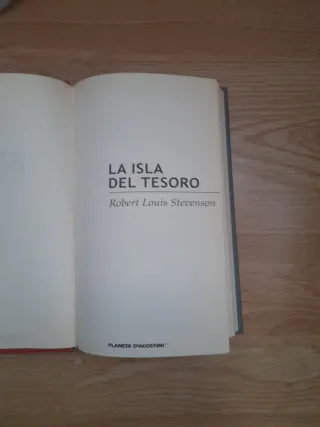 LA ISLA
DEL TESORO
Robert Louis Stevenson
PLANETA DEAGOSTINI